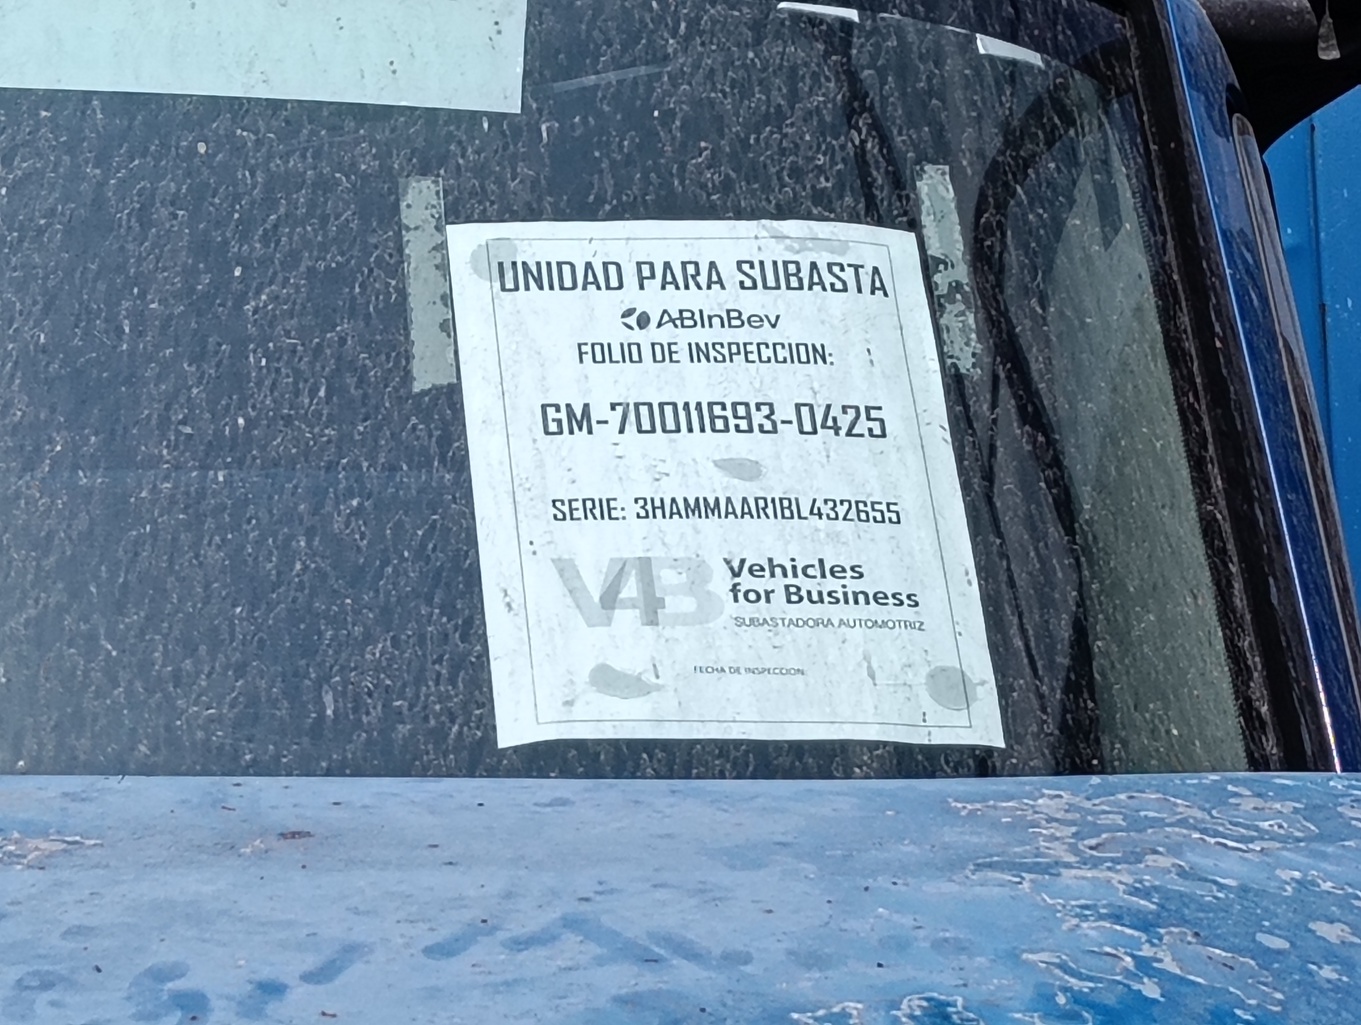 UNIDAD PARA SUBASTA
ABInBev
FOLIO DE INSPECCION:
GM-70011693-0425
SERIE: 3HAMMAAR1BL432655
V4B Vehicles
for Business
SUBASTADORA AUTOMOTRIZ
FECHA DE INSPECCION: